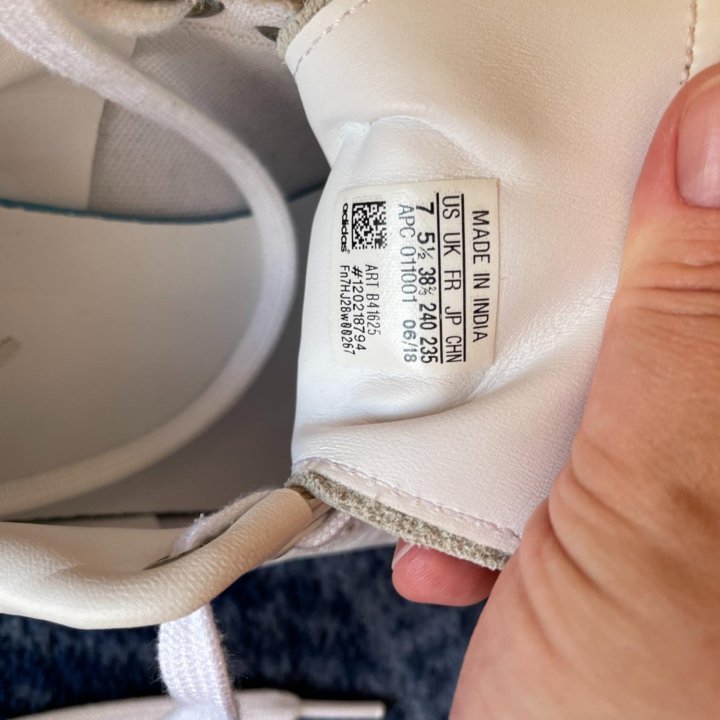 MADE IN INDIA
US UK FR JP CHN
7 5½ 38⅔ 240 235
APC 011001 06/18
adidas®
ART B41625
#120218794
Fn7HJ28w00267